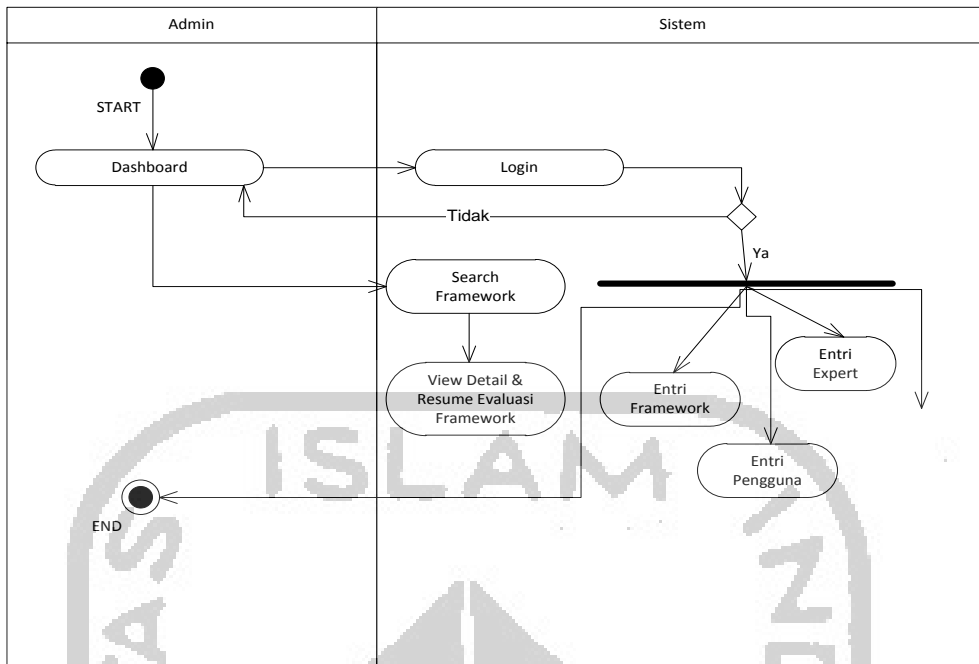 Admin
Sistem
START
Dashboard
Login
Tidak
Ya
Search
Framework
Entri
Expert
View Detail &
Resume Evaluasi
Framework
Entri
Framework
Entri
Pengguna
END
ISLAM